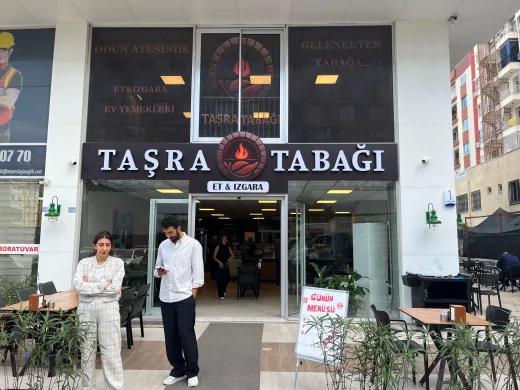 ODUN ATEŞİNDE
ET&IZGARA
EV YEMEKLERİ
TAŞRA TABAĞI
GELENEKTEN
TABAĞA...
TAŞRA TABAĞI
ET & IZGARA
07 70
BORATUVAR
GÜNÜN
MENÜSÜ